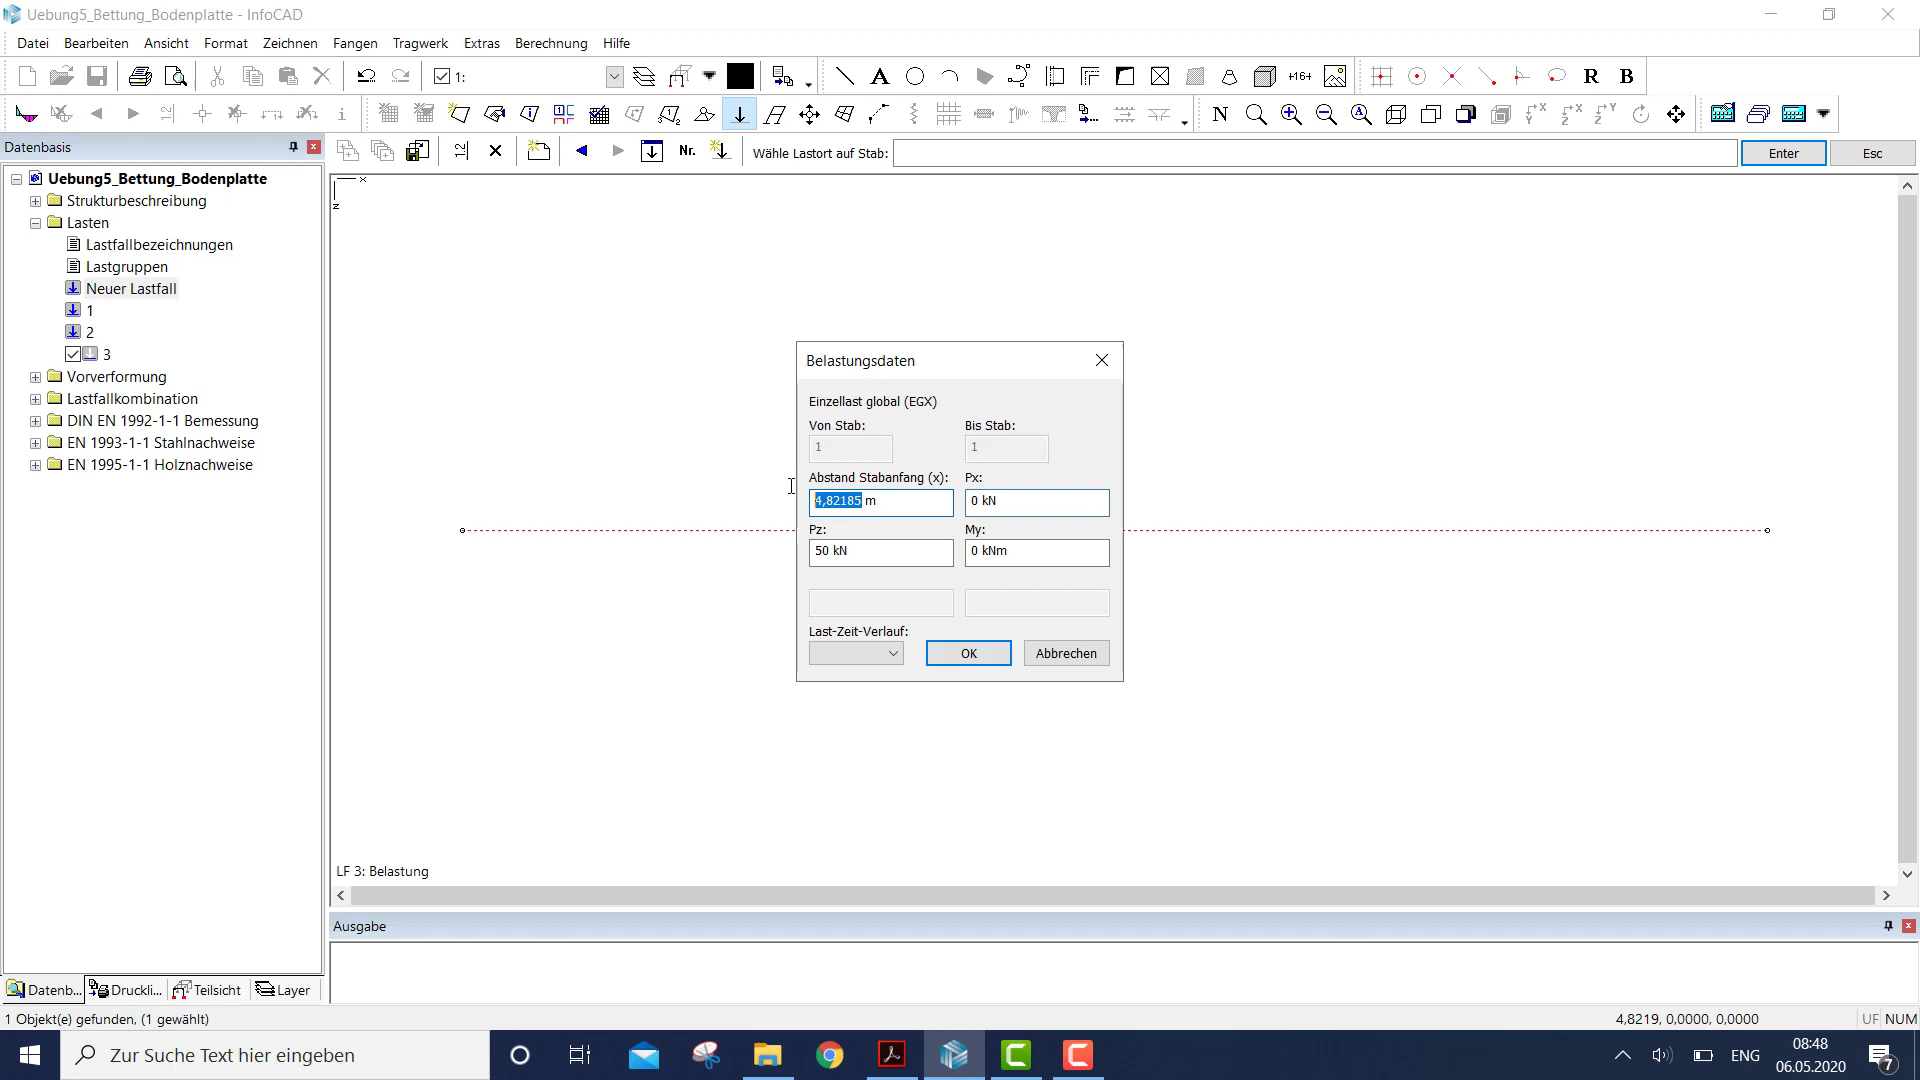 Uebung5_Bettung_Bodenplatte - InfoCAD
Datei Bearbeiten Ansicht Format Zeichnen Fangen Tragwerk Extras Berechnung Hilfe
1:
+16+
R B
N
Datenbasis
Nr.
Wähle Lastort auf Stab:
Enter
Esc
Uebung5_Bettung_Bodenplatte
Strukturbeschreibung
Lasten
Lastfallbezeichnungen
Lastgruppen
Neuer Lastfall
1
2
3
Vorverformung
Lastfallkombination
DIN EN 1992-1-1 Bemessung
EN 1993-1-1 Stahlnachweise
EN 1995-1-1 Holznachweise
x
z
Belastungsdaten
Einzellast global (EGX)
Von Stab: Bis Stab:
1 1
Abstand Stabanfang (x): Px:
4,82185 m 0 kN
Pz: My:
50 kN 0 kNm
Last-Zeit-Verlauf:
OK Abbrechen
LF 3: Belastung
Ausgabe
Datenb... Druckli... Teilsicht Layer
1 Objekt(e) gefunden, (1 gewählt)
4,8219, 0,0000, 0,0000
UF NUM
Zur Suche Text hier eingeben
ENG
08:48
06.05.2020
7